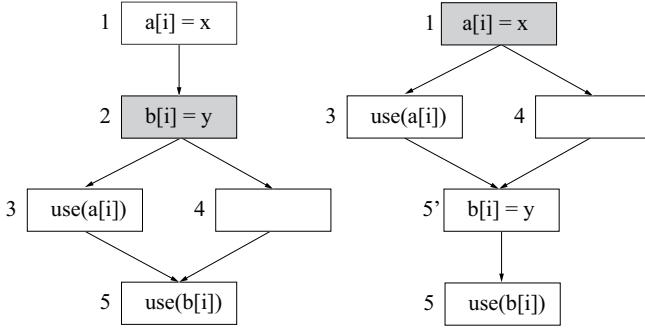 1 a[i] = x
2 b[i] = y
3 use(a[i]) 4
5 use(b[i])
1 a[i] = x
3 use(a[i]) 4
5’ b[i] = y
5 use(b[i])